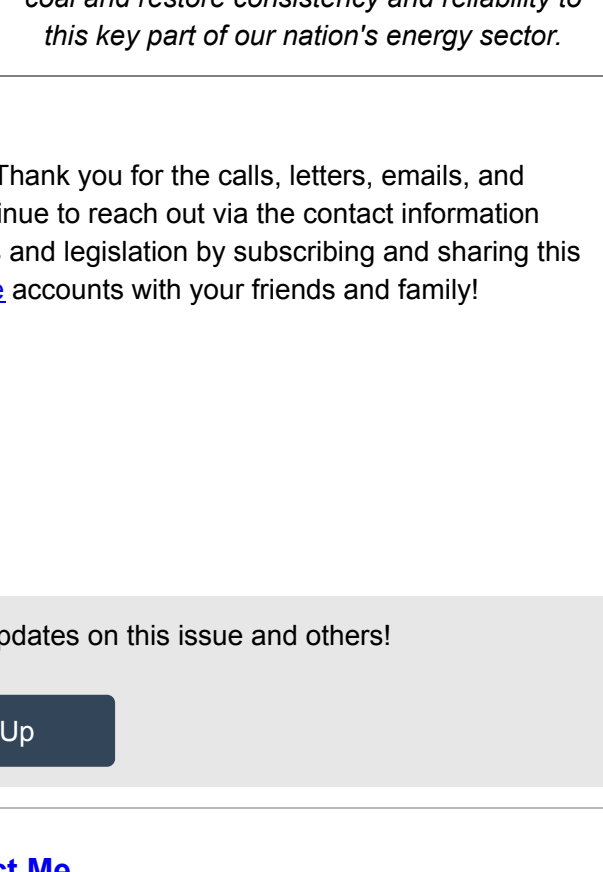 coal and restore consistency and reliability to
this key part of our nation's energy sector.
Thank you for the calls, letters, emails, and
inue to reach out via the contact information
s and legislation by subscribing and sharing this
e accounts with your friends and family!
pdates on this issue and others!
Up
ct Me